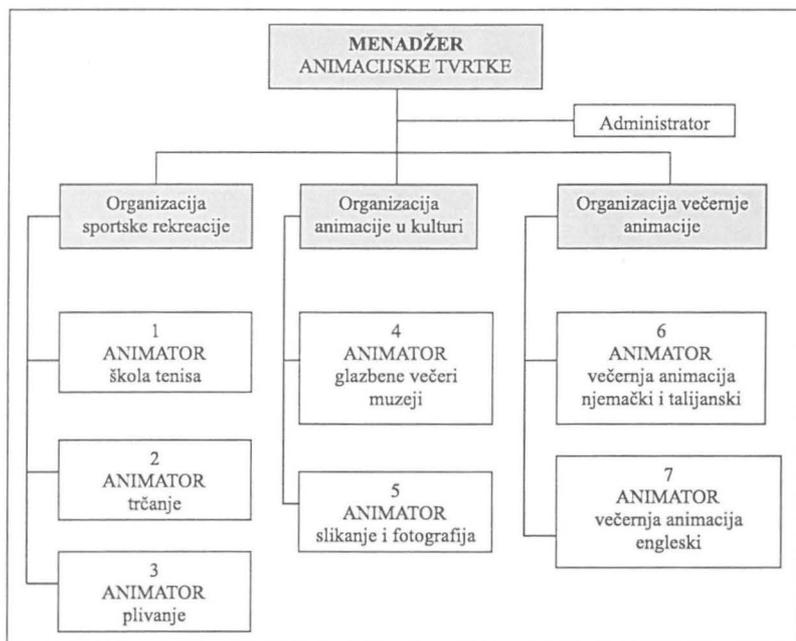 MENADŽER
ANIMACIJSKE TVRTKE
Administrator
Organizacija
sportske rekreacije
Organizacija
animacije u kulturi
Organizacija večernje
animacije
1
ANIMATOR
škola tenisa
2
ANIMATOR
trčanje
3
ANIMATOR
plivanje
4
ANIMATOR
glazbene večeri
muzeji
5
ANIMATOR
slikanje i fotografija
6
ANIMATOR
večernja animacija
njemački i talijanski
7
ANIMATOR
večernja animacija
engleski